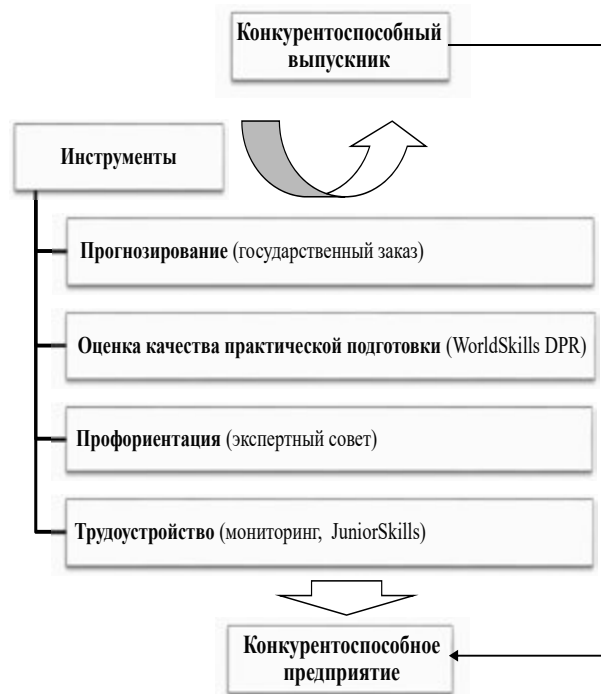 Конкурентоспособный
выпускник
Инструменты
Прогнозирование (государственный заказ)
Оценка качества практической подготовки (WorldSkills DPR)
Профориентация (экспертный совет)
Трудоустройство (мониторинг, JuniorSkills)
Конкурентоспособное
предприятие